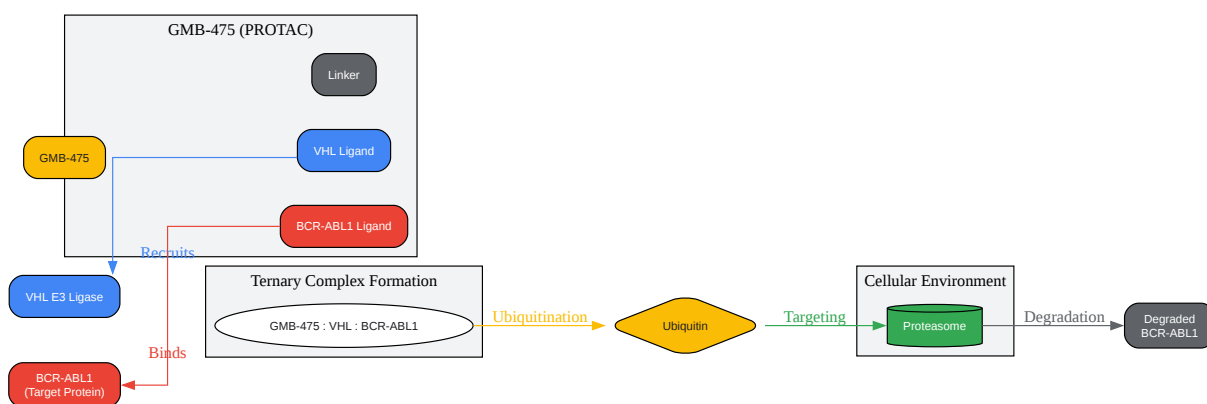 GMB-475 (PROTAC)
Linker
VHL Ligand
GMB-475
BCR-ABL1 Ligand
Recruits
VHL E3 Ligase
Ternary Complex Formation
GMB-475 : VHL : BCR-ABL1
Ubiquitination
Ubiquitin
Targeting
Cellular Environment
Proteasome
Degradation
Degraded
BCR-ABL1
Binds
BCR-ABL1
(Target Protein)